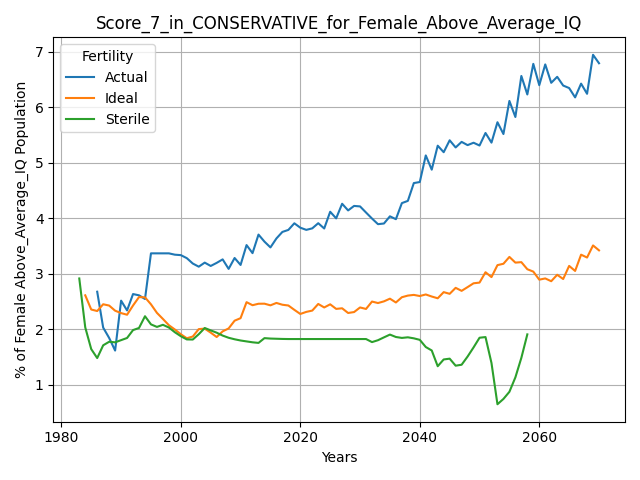 Score_7_in_CONSERVATIVE_for_Female_Above_Average_IQ
Fertility
Actual
Ideal
Sterile
% of Female Above_Average_IQ Population
7
6
5
4
3
2
1
1980
2000
2020
2040
2060
Years